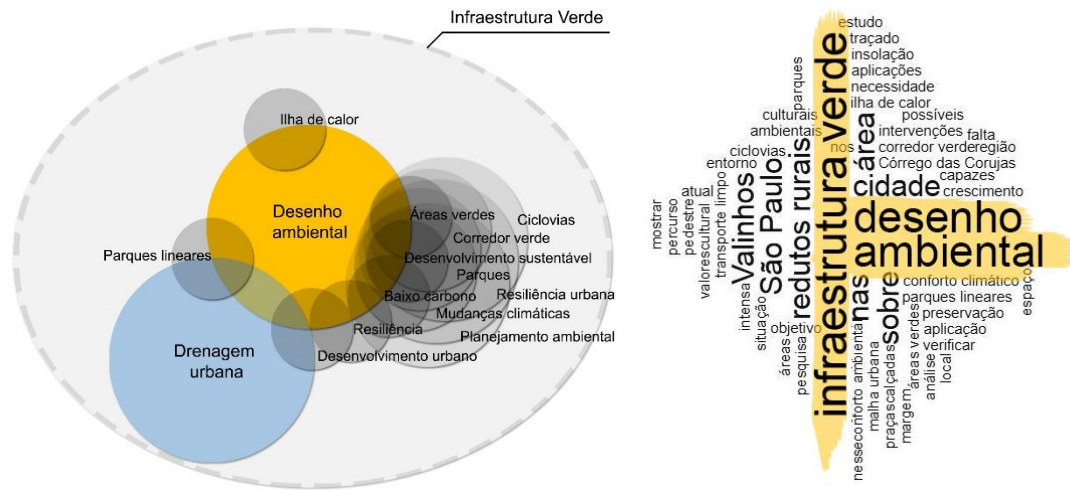 Infraestrutura Verde
Ilha de calor
Desenho
ambiental
Áreas verdes
Ciclovias
Corredor verde
Parques lineares
Desenvolvimento sustentável
Parques
Baixo carbono
Resiliência urbana
Mudanças climáticas
Resiliência
Planejamento ambiental
Drenagem
urbana
Desenvolvimento urbano
estudo
traçado
insolação
aplicações
necessidade
ilha de calor
parques
culturais
possíveis
ambientais
intervenções
falta
ciclovias
nos
corredor verde
região
entorno
Córrego das Corujas
capazes
cidade
crescimento
área
infraestrutura verde
redutos rurais
São Paulo
Valinhos
transporte limpo
atual
cultural
valores
pedestre
percurso
mostrar
desenho
ambiental
intensa
situação
objetivo
áreas
pesquisa
mas
sobre
conforto climático
espaço
parques lineares
preservação
aplicação
verificar
nesse
conforto ambiental
malha urbana
praças
calçadas
margem
áreas verdes
análise
local